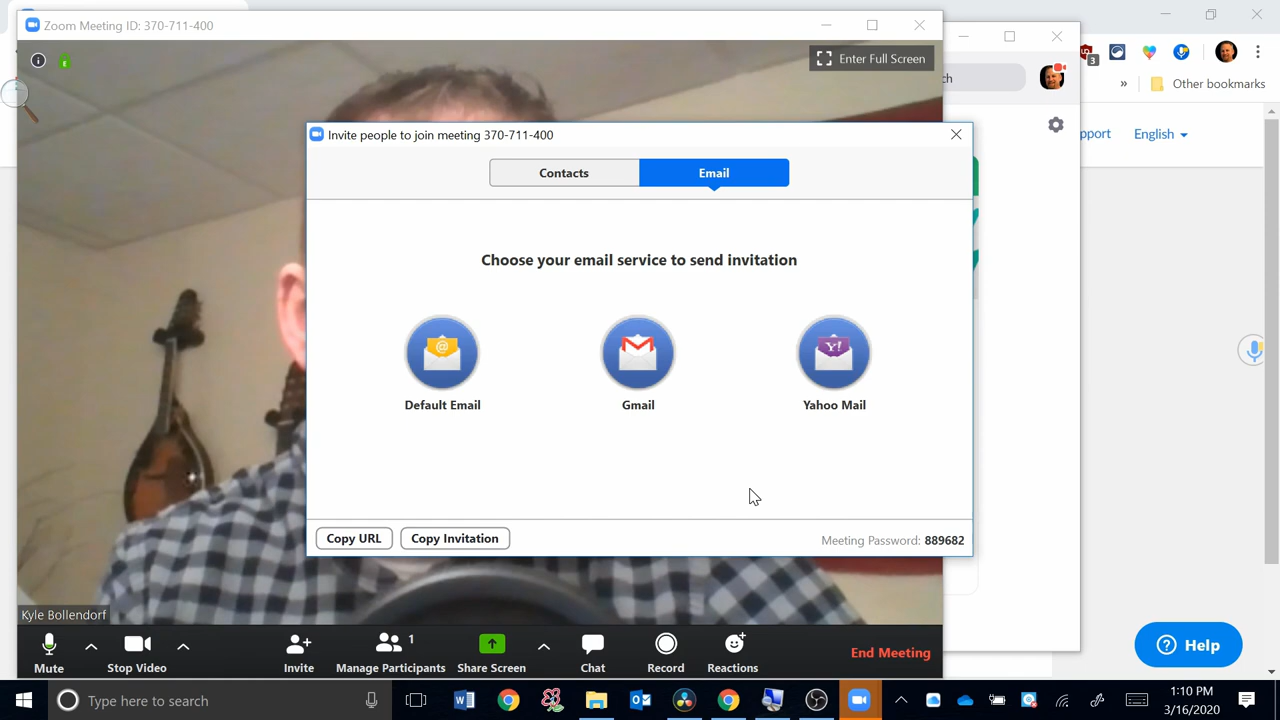 Zoom Meeting ID: 370-711-400
Enter Full Screen
E
ch
3
Other bookmarks
pport
English
Invite people to join meeting 370-711-400
Contacts
Email
Choose your email service to send invitation
@
Y!
Default Email
Gmail
Yahoo Mail
Copy URL
Copy Invitation
Meeting Password: 889682
Kyle Bollendorf
1
Mute
Stop Video
Invite
Manage Participants
Share Screen
Chat
Record
Reactions
End Meeting
Help
Type here to search
1:10 PM
3/16/2020